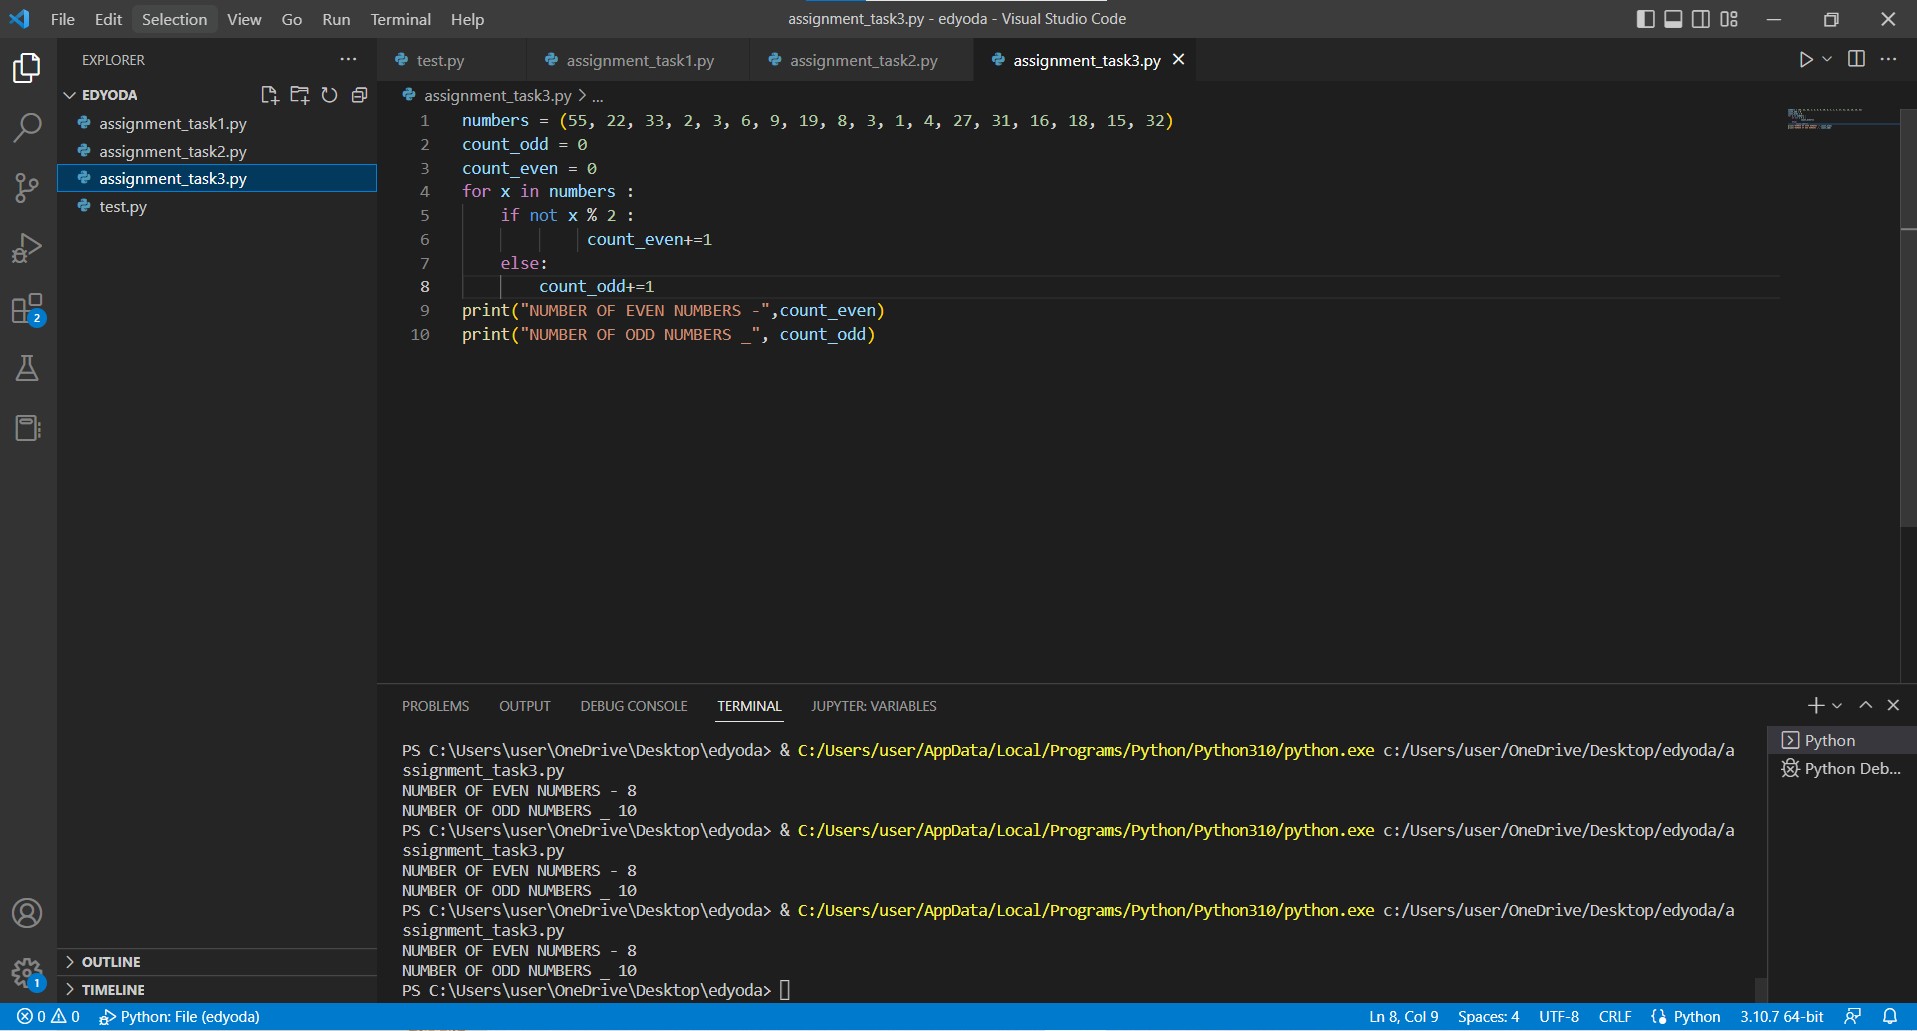 File Edit Selection View Go Run Terminal Help
assignment_task3.py - edyoda - Visual Studio Code
EXPLORER
EDYODA
assignment_task1.py
assignment_task2.py
assignment_task3.py
test.py
OUTLINE
TIMELINE
test.py assignment_task1.py assignment_task2.py assignment_task3.py
assignment_task3.py > ...
1 numbers = (55, 22, 33, 2, 3, 6, 9, 19, 8, 3, 1, 4, 27, 31, 16, 18, 15, 32)
2 count_odd = 0
3 count_even = 0
4 for x in numbers :
5 if not x % 2 :
6 count_even+=1
7 else:
8 count_odd+=1
9 print("NUMBER OF EVEN NUMBERS -",count_even)
10 print("NUMBER OF ODD NUMBERS _", count_odd)
PROBLEMS OUTPUT DEBUG CONSOLE TERMINAL JUPYTER: VARIABLES
PS C:\Users\user\OneDrive\Desktop\edyoda> & C:/Users/user/AppData/Local/Programs/Python/Python310/python.exe c:/Users/user/OneDrive/Desktop/edyoda/a
ssignment_task3.py
NUMBER OF EVEN NUMBERS - 8
NUMBER OF ODD NUMBERS _ 10
PS C:\Users\user\OneDrive\Desktop\edyoda> & C:/Users/user/AppData/Local/Programs/Python/Python310/python.exe c:/Users/user/OneDrive/Desktop/edyoda/a
ssignment_task3.py
NUMBER OF EVEN NUMBERS - 8
NUMBER OF ODD NUMBERS _ 10
PS C:\Users\user\OneDrive\Desktop\edyoda> & C:/Users/user/AppData/Local/Programs/Python/Python310/python.exe c:/Users/user/OneDrive/Desktop/edyoda/a
ssignment_task3.py
NUMBER OF EVEN NUMBERS - 8
NUMBER OF ODD NUMBERS _ 10
PS C:\Users\user\OneDrive\Desktop\edyoda>
Python
Python Deb...
2
1
0 0 Python: File (edyoda) Ln 8, Col 9 Spaces: 4 UTF-8 CRLF Python 3.10.7 64-bit